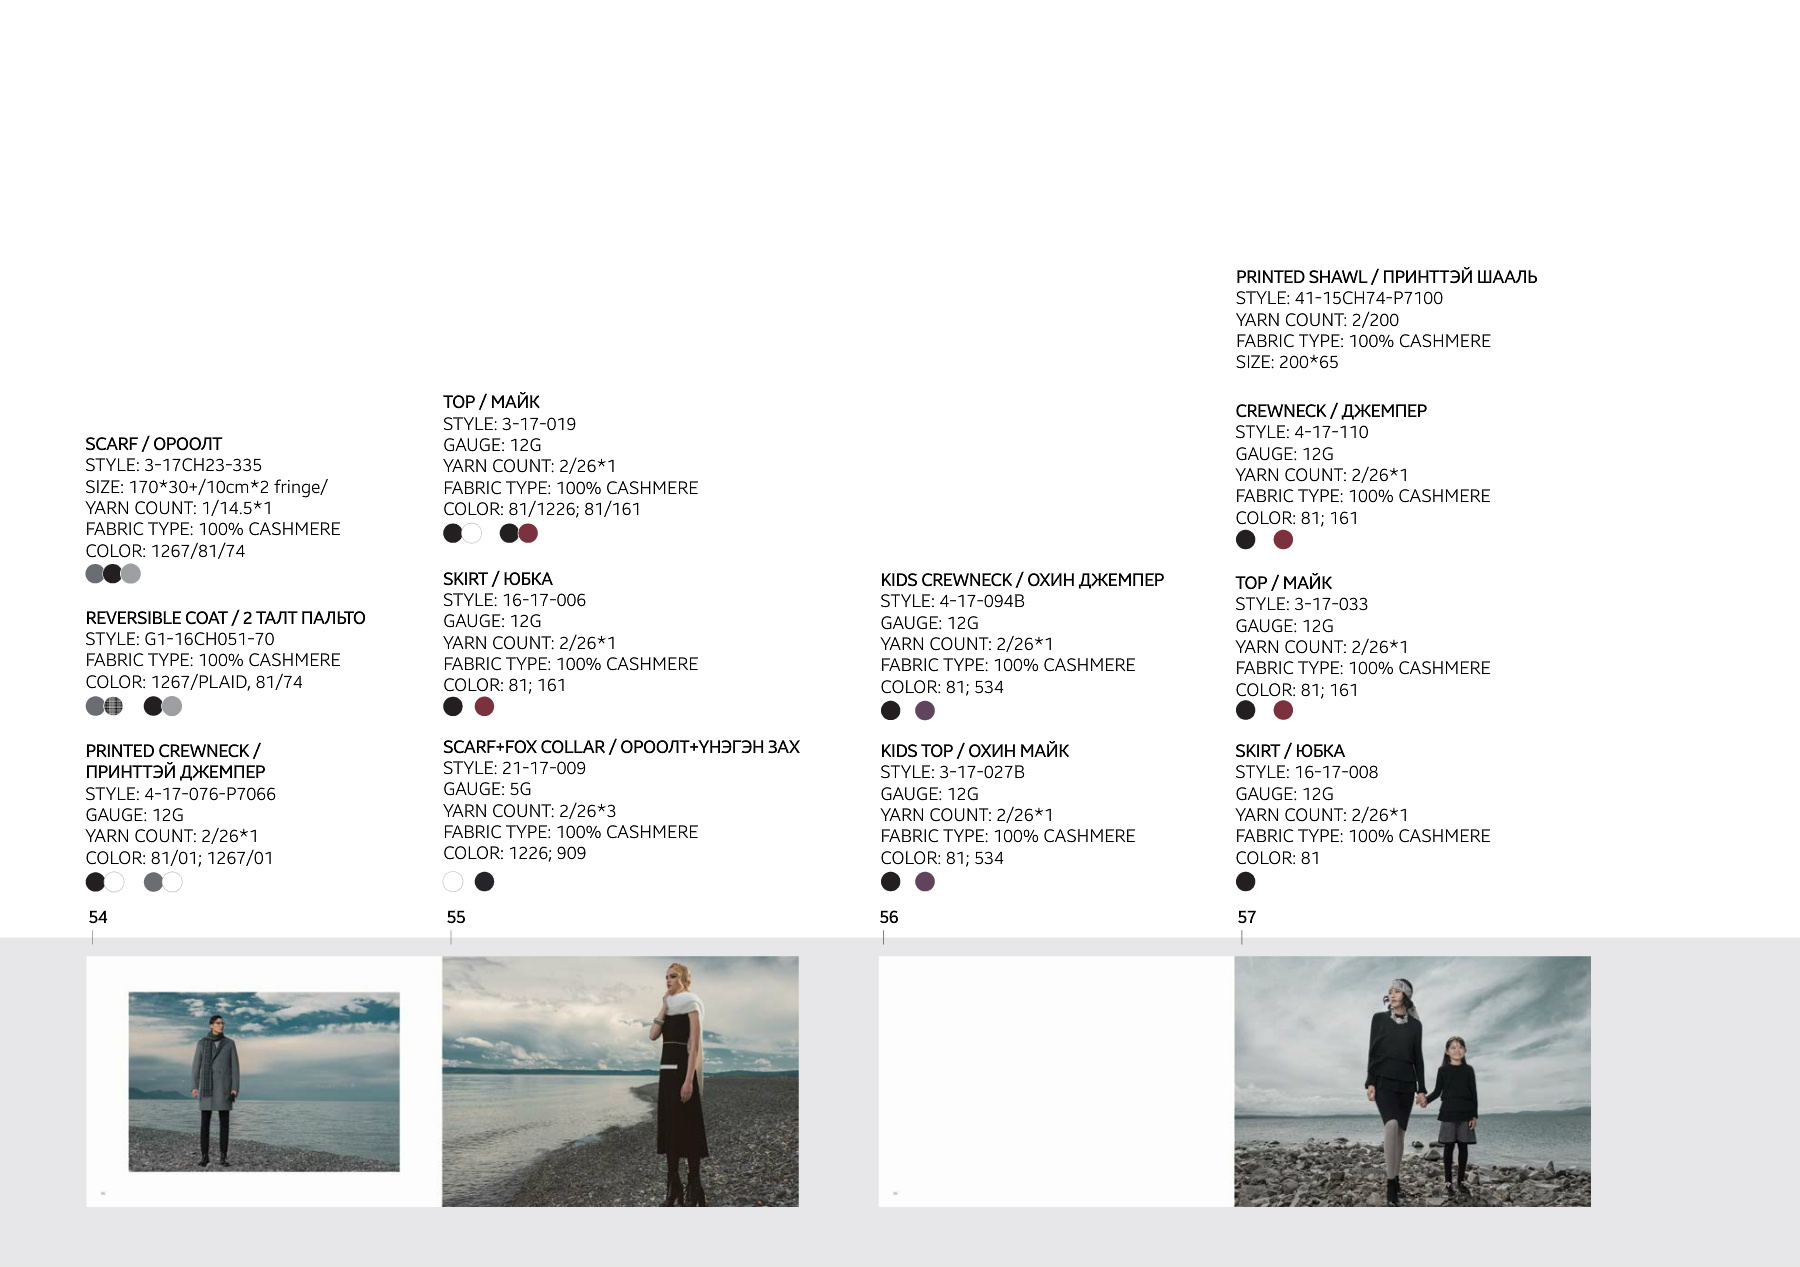 SCARF / ОРООЛТ
STYLE: 3-17CH23-335
SIZE: 170*30+/10cm*2 fringe/
YARN COUNT: 1/14.5*1
FABRIC TYPE: 100% CASHMERE
COLOR: 1267/81/74
REVERSIBLE COAT / 2 ТАЛТ ПАЛЬТО
STYLE: G1-16CH051-70
FABRIC TYPE: 100% CASHMERE
COLOR: 1267/PLAID, 81/74
PRINTED CREWNECK /
ПРИНТТЭЙ ДЖЕМПЕР
STYLE: 4-17-076-P7066
GAUGE: 12G
YARN COUNT: 2/26*1
COLOR: 81/01; 1267/01
54
TOP / МАЙК
STYLE: 3-17-019
GAUGE: 12G
YARN COUNT: 2/26*1
FABRIC TYPE: 100% CASHMERE
COLOR: 81/1226; 81/161
SKIRT / ЮБКА
STYLE: 16-17-006
GAUGE: 12G
YARN COUNT: 2/26*1
FABRIC TYPE: 100% CASHMERE
COLOR: 81; 161
SCARF+FOX COLLAR / ОРООЛТ+ҮНЭГЭН ЗАХ
STYLE: 21-17-009
GAUGE: 5G
YARN COUNT: 2/26*3
FABRIC TYPE: 100% CASHMERE
COLOR: 1226; 909
55
KIDS CREWNECK / ОХИН ДЖЕМПЕР
STYLE: 4-17-094B
GAUGE: 12G
YARN COUNT: 2/26*1
FABRIC TYPE: 100% CASHMERE
COLOR: 81; 534
KIDS TOP / ОХИН МАЙК
STYLE: 3-17-027B
GAUGE: 12G
YARN COUNT: 2/26*1
FABRIC TYPE: 100% CASHMERE
COLOR: 81; 534
56
PRINTED SHAWL / ПРИНТТЭЙ ШААЛЬ
STYLE: 41-15CH74-P7100
YARN COUNT: 2/200
FABRIC TYPE: 100% CASHMERE
SIZE: 200*65
CREWNECK / ДЖЕМПЕР
STYLE: 4-17-110
GAUGE: 12G
YARN COUNT: 2/26*1
FABRIC TYPE: 100% CASHMERE
COLOR: 81; 161
TOP / МАЙК
STYLE: 3-17-033
GAUGE: 12G
YARN COUNT: 2/26*1
FABRIC TYPE: 100% CASHMERE
COLOR: 81; 161
SKIRT / ЮБКА
STYLE: 16-17-008
GAUGE: 12G
YARN COUNT: 2/26*1
FABRIC TYPE: 100% CASHMERE
COLOR: 81
57